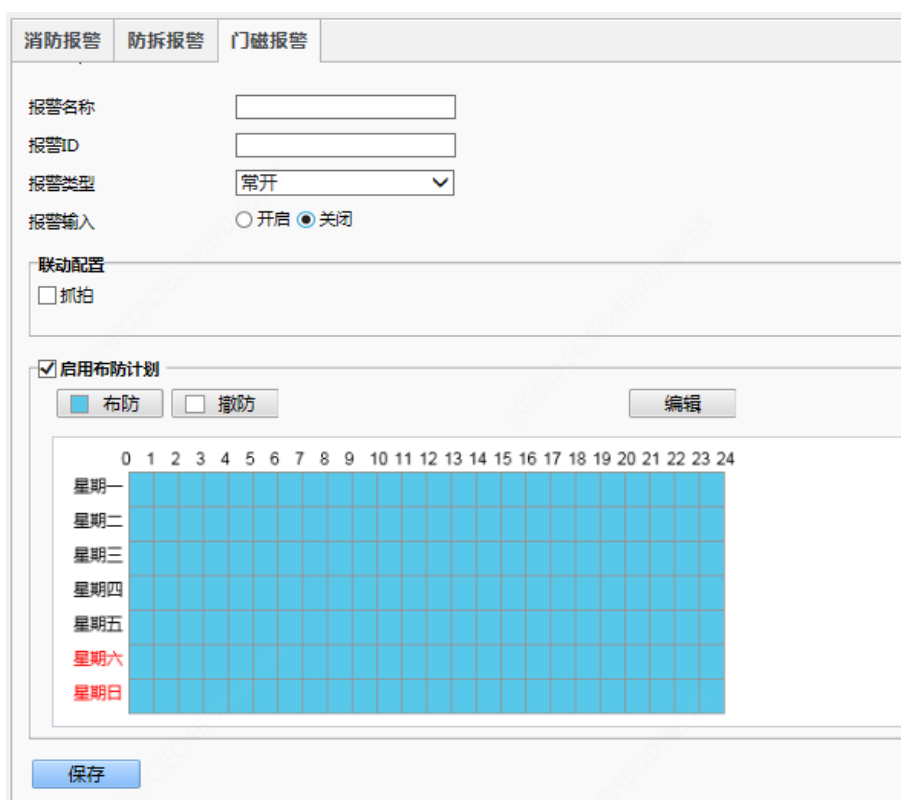 消防报警 防拆报警 门磁报警
报警名称
报警ID
报警类型 常开
报警输入 开启 关闭
联动配置
抓拍
启用布防计划
布防 撤防 编辑
0 1 2 3 4 5 6 7 8 9 10 11 12 13 14 15 16 17 18 19 20 21 22 23 24
星期一
星期二
星期三
星期四
星期五
星期六
星期日
保存